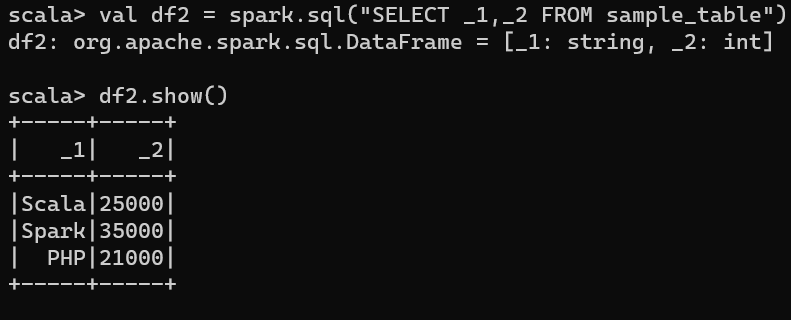 scala> val df2 = spark.sql("SELECT _1,_2 FROM sample_table")
df2: org.apache.spark.sql.DataFrame = [_1: string, _2: int]

scala> df2.show()
+-----+-----+
|   _1|   _2|
+-----+-----+
|Scala|25000|
|Spark|35000|
|  PHP|21000|
+-----+-----+